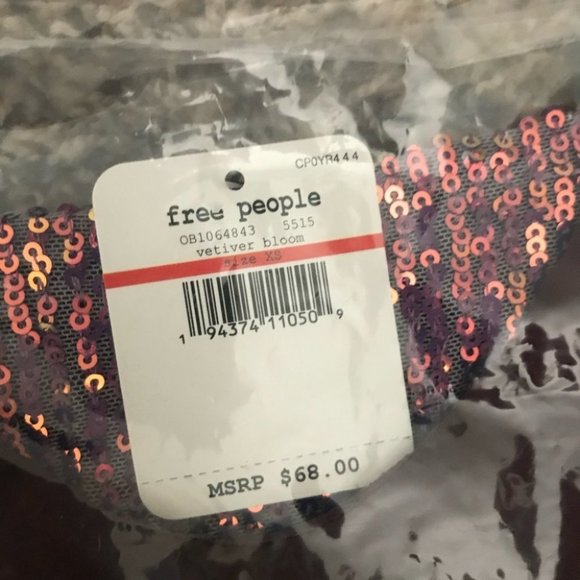 CP0YR444
free people
OB1064843 5515
vetiver bloom
size XS
1 94374 11050 9
MSRP $68.00